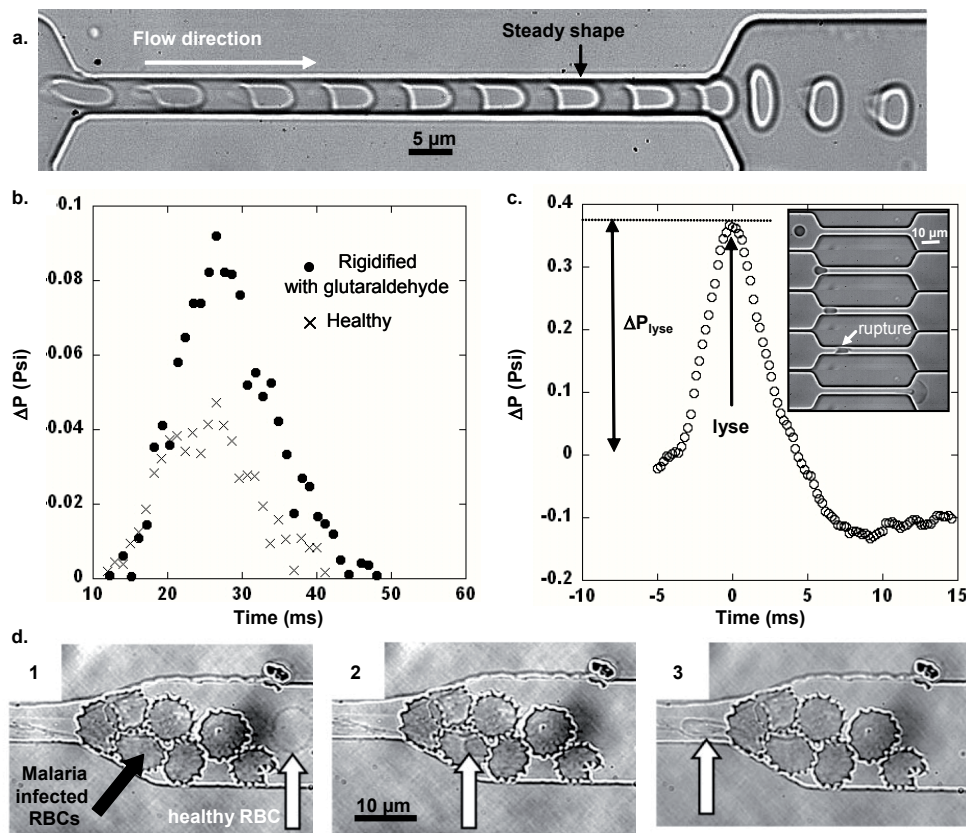 a.
Flow direction
Steady shape
5 µm
b.
0.1
0.08
0.06
0.04
0.02
0
ΔP (Psi)
Rigidified
with glutaraldehyde
Healthy
10 20 30 40 50 60
Time (ms)
c.
0.4
0.3
0.2
0.1
0
-0.1
-0.2
ΔP (Psi)
ΔPlyse
lyse
10 µm
rupture
-10 -5 0 5 10 15
Time (ms)
d.
1
Malaria
infected
RBCs
healthy RBC
2
10 µm
3